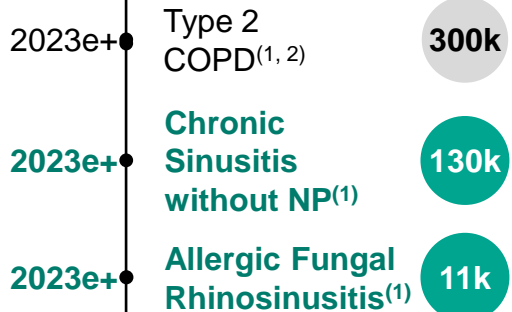 2023e+ Type 2 COPD(1, 2) 300k
2023e+ Chronic Sinusitis without NP(1) 130k
2023e+ Allergic Fungal Rhinosinusitis(1) 11k